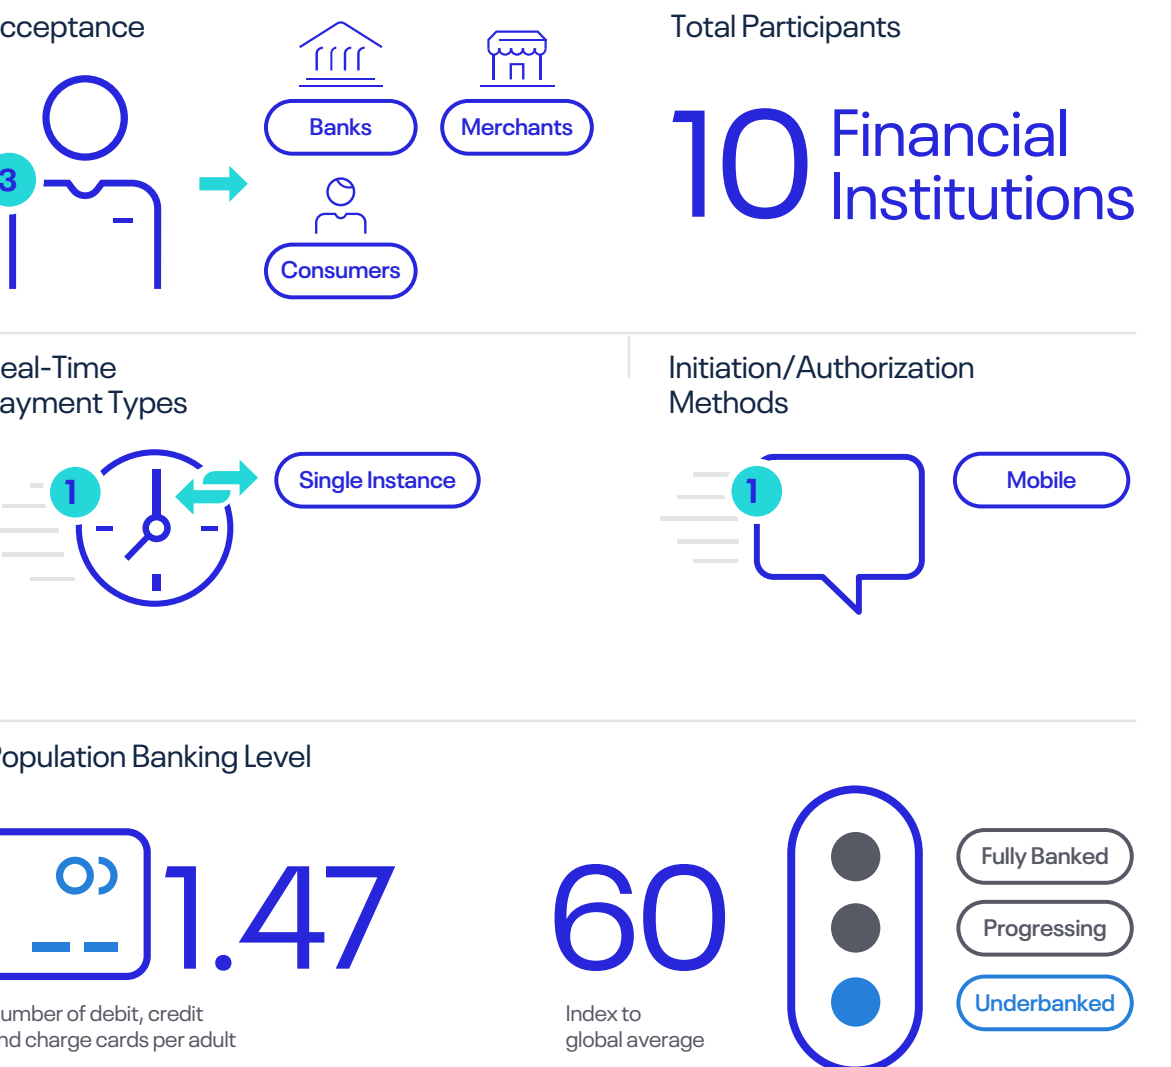 cceptance
Banks
Merchants
3
Consumers
Total Participants
10 Financial
Institutions
eal-Time
ayment Types
1
Single Instance
Initiation/Authorization
Methods
1
Mobile
opulation Banking Level
1.47
umber of debit, credit
nd charge cards per adult
60
Index to
global average
Fully Banked
Progressing
Underbanked